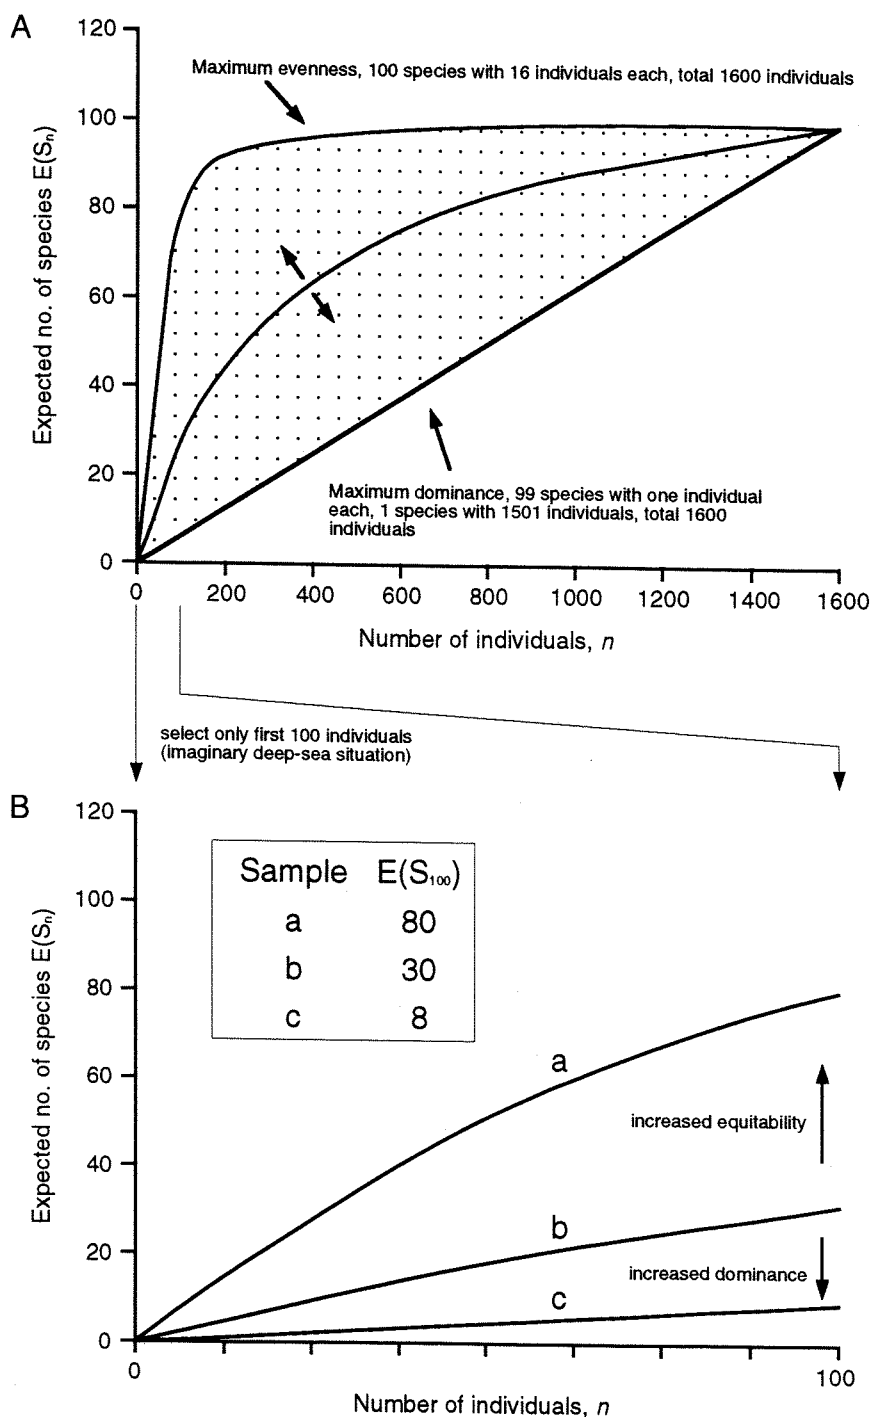 A
120
Maximum evenness, 100 species with 16 individuals each, total 1600 individuals
100
80
60
40
20
0
Expected no. of species E(Sn)
Maximum dominance, 99 species with one individual
each, 1 species with 1501 individuals, total 1600
individuals
0 200 400 600 800 1000 1200 1400 1600
Number of individuals, n
select only first 100 individuals
(imaginary deep-sea situation)
B
120
100
80
60
40
20
0
Expected no. of species E(Sn)
Sample E(S100)
a 80
b 30
c 8
a
increased equitability
b
increased dominance
c
0 100
Number of individuals, n